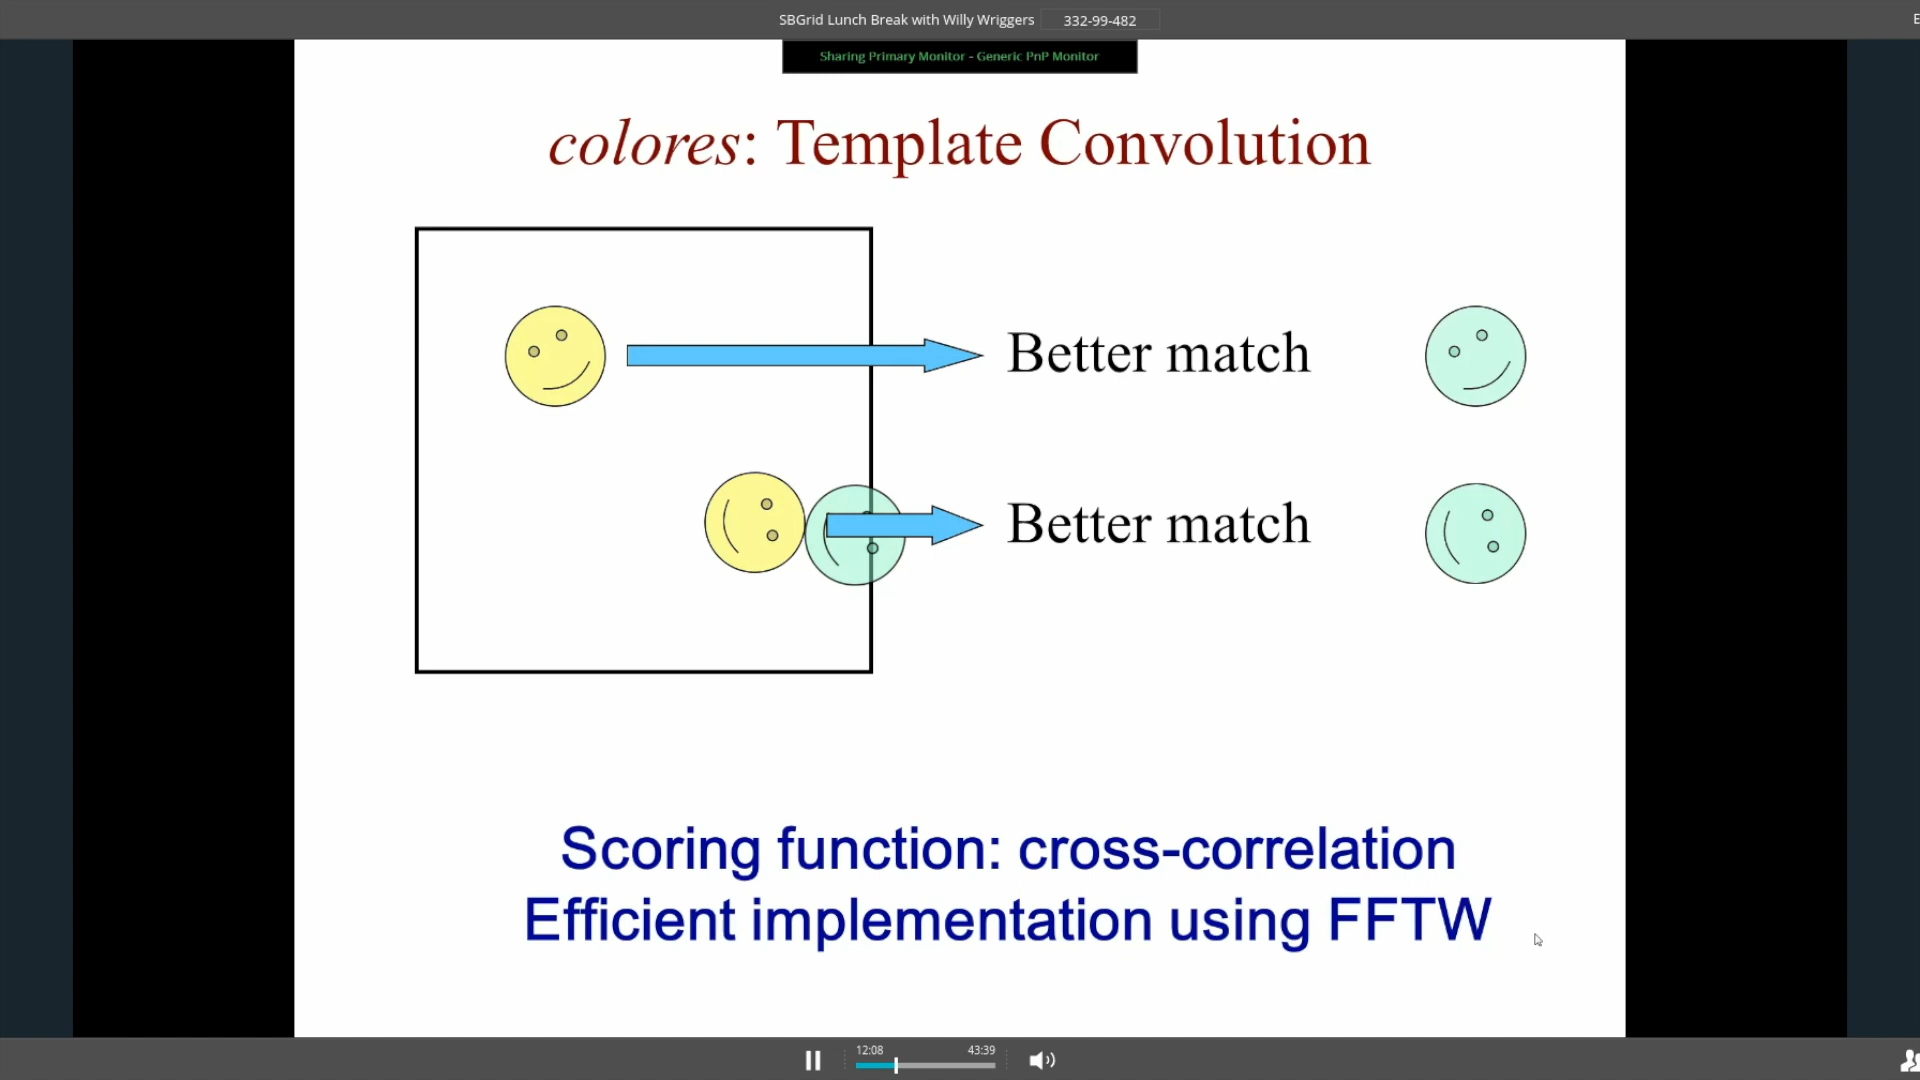 SBGrid Lunch Break with Willy Wriggers 332-99-482
Sharing Primary Monitor - Generic PnP Monitor
colores: Template Convolution
Better match
Better match
Scoring function: cross-correlation
Efficient implementation using FFTW
12:08 43:39